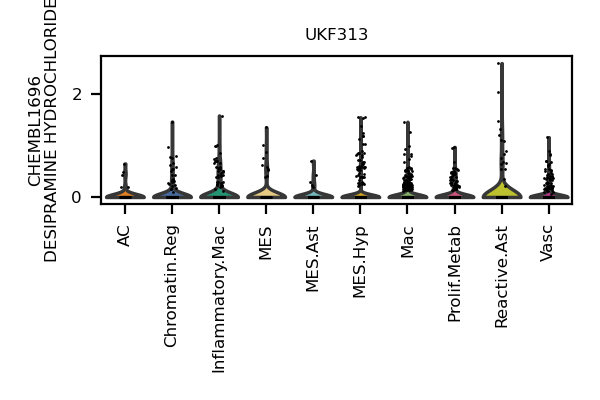 UKF313
CHEMBL1696
DESIPRAMINE HYDROCHLORIDE
2
0
AC
Chromatin.Reg
Inflammatory.Mac
MES
MES.Ast
MES.Hyp
Mac
Prolif.Metab
Reactive.Ast
Vasc